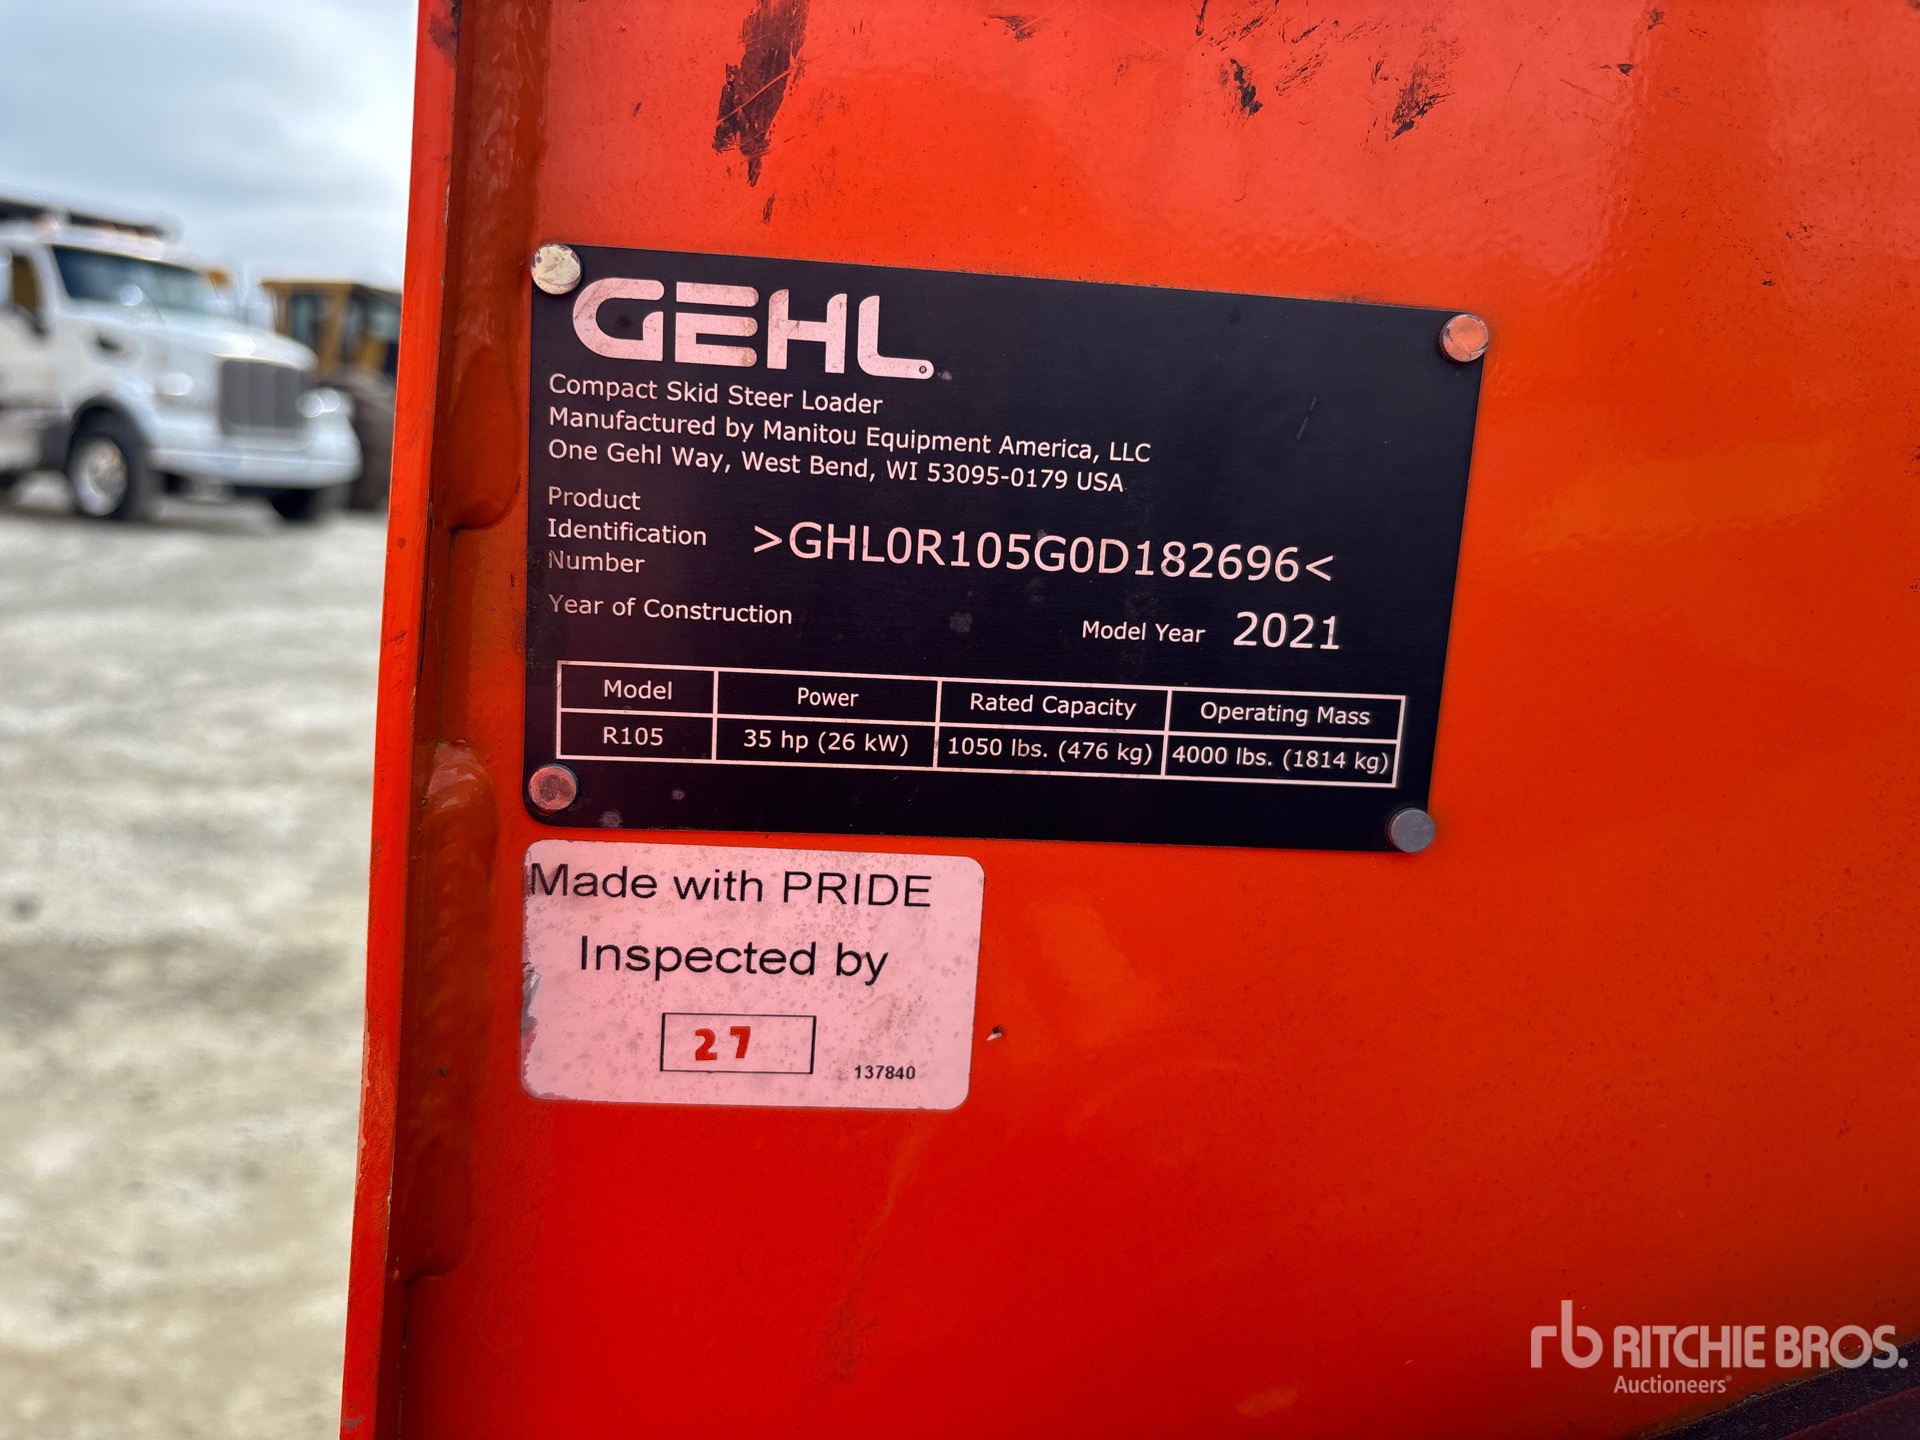 GEHL®
Compact Skid Steer Loader
Manufactured by Manitou Equipment America, LLC
One Gehl Way, West Bend, WI 53095-0179 USA
Product
Identification
Number
>GHL0R105G0D182696<
Year of Construction
Model Year 2021
Model Power Rated Capacity Operating Mass
R105 35 hp (26 kW) 1050 lbs. (476 kg) 4000 lbs. (1814 kg)
Made with PRIDE
Inspected by
27
137840
rb RITCHIE BROS.
Auctioneers®